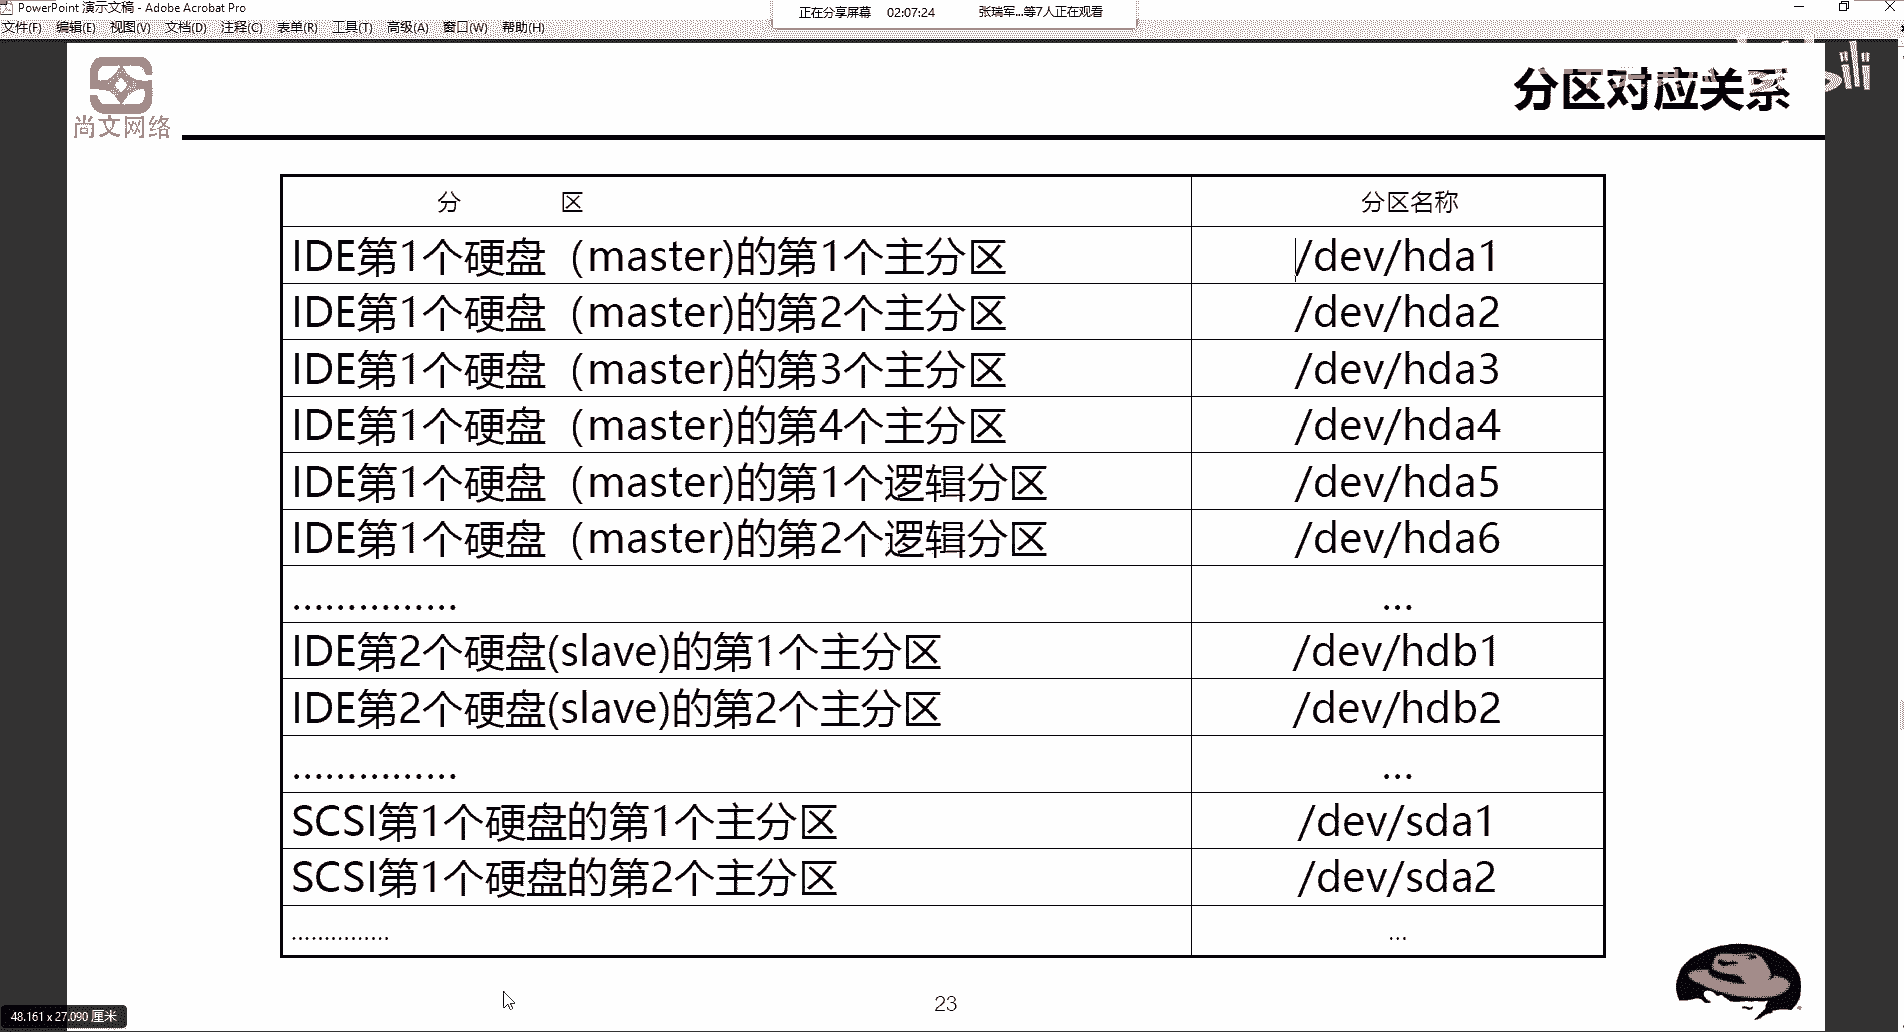 PowerPoint 演示文稿 - Adobe Acrobat Pro
正在分享屏幕 02:07:24 张瑞军...等7人正在观看
文件(F) 编辑(E) 视图(V) 文档(D) 注释(C) 表单(R) 工具(T) 高级(A) 窗口(W) 帮助(H)
尚文网络
分区对应关系
分 区 分区名称
IDE第1个硬盘（master)的第1个主分区 /dev/hda1
IDE第1个硬盘（master)的第2个主分区 /dev/hda2
IDE第1个硬盘（master)的第3个主分区 /dev/hda3
IDE第1个硬盘（master)的第4个主分区 /dev/hda4
IDE第1个硬盘（master)的第1个逻辑分区 /dev/hda5
IDE第1个硬盘（master)的第2个逻辑分区 /dev/hda6
............... ...
IDE第2个硬盘(slave)的第1个主分区 /dev/hdb1
IDE第2个硬盘(slave)的第2个主分区 /dev/hdb2
............... ...
SCSI第1个硬盘的第1个主分区 /dev/sda1
SCSI第1个硬盘的第2个主分区 /dev/sda2
............... ...
23
48.161 x 27.090 厘米